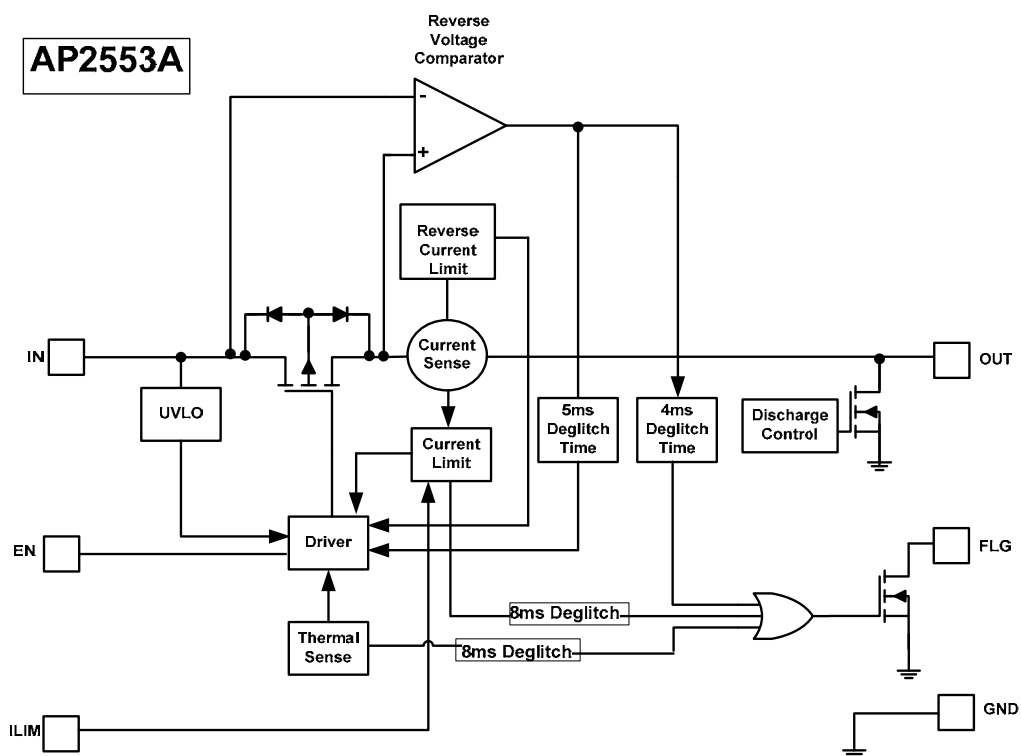 AP2553A
Reverse
Voltage
Comparator
-
+
Reverse
Current
Limit
IN
Current
Sense
OUT
UVLO
Current
Limit
5ms
Deglitch
Time
4ms
Deglitch
Time
Discharge
Control
EN
Driver
FLG
8ms Deglitch
Thermal
Sense
8ms Deglitch
ILIM
GND